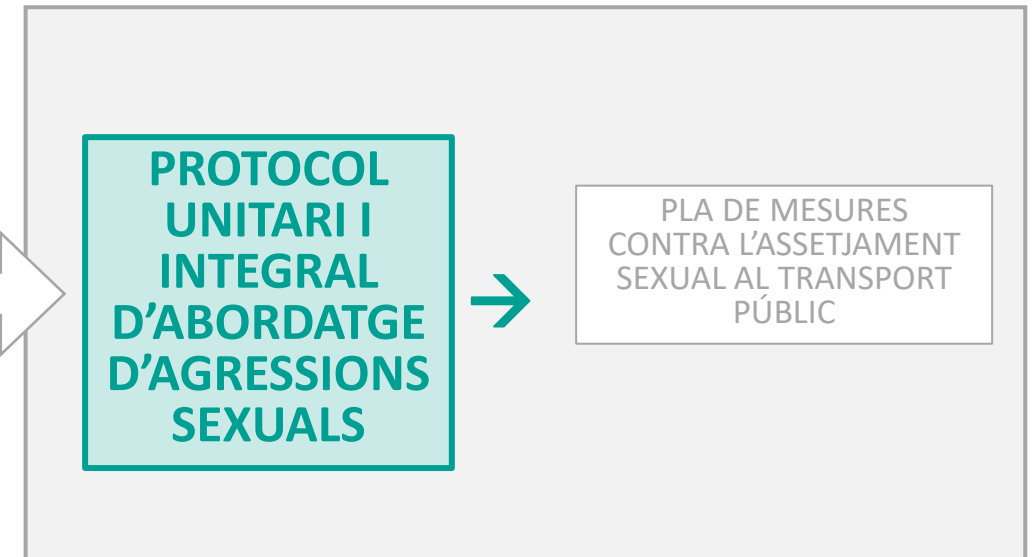 PROTOCOL
UNITARI I
INTEGRAL
D’ABORDATGE
D’AGRESSIONS
SEXUALS
PLA DE MESURES
CONTRA L’ASSETJAMENT
SEXUAL AL TRANSPORT
PÚBLIC